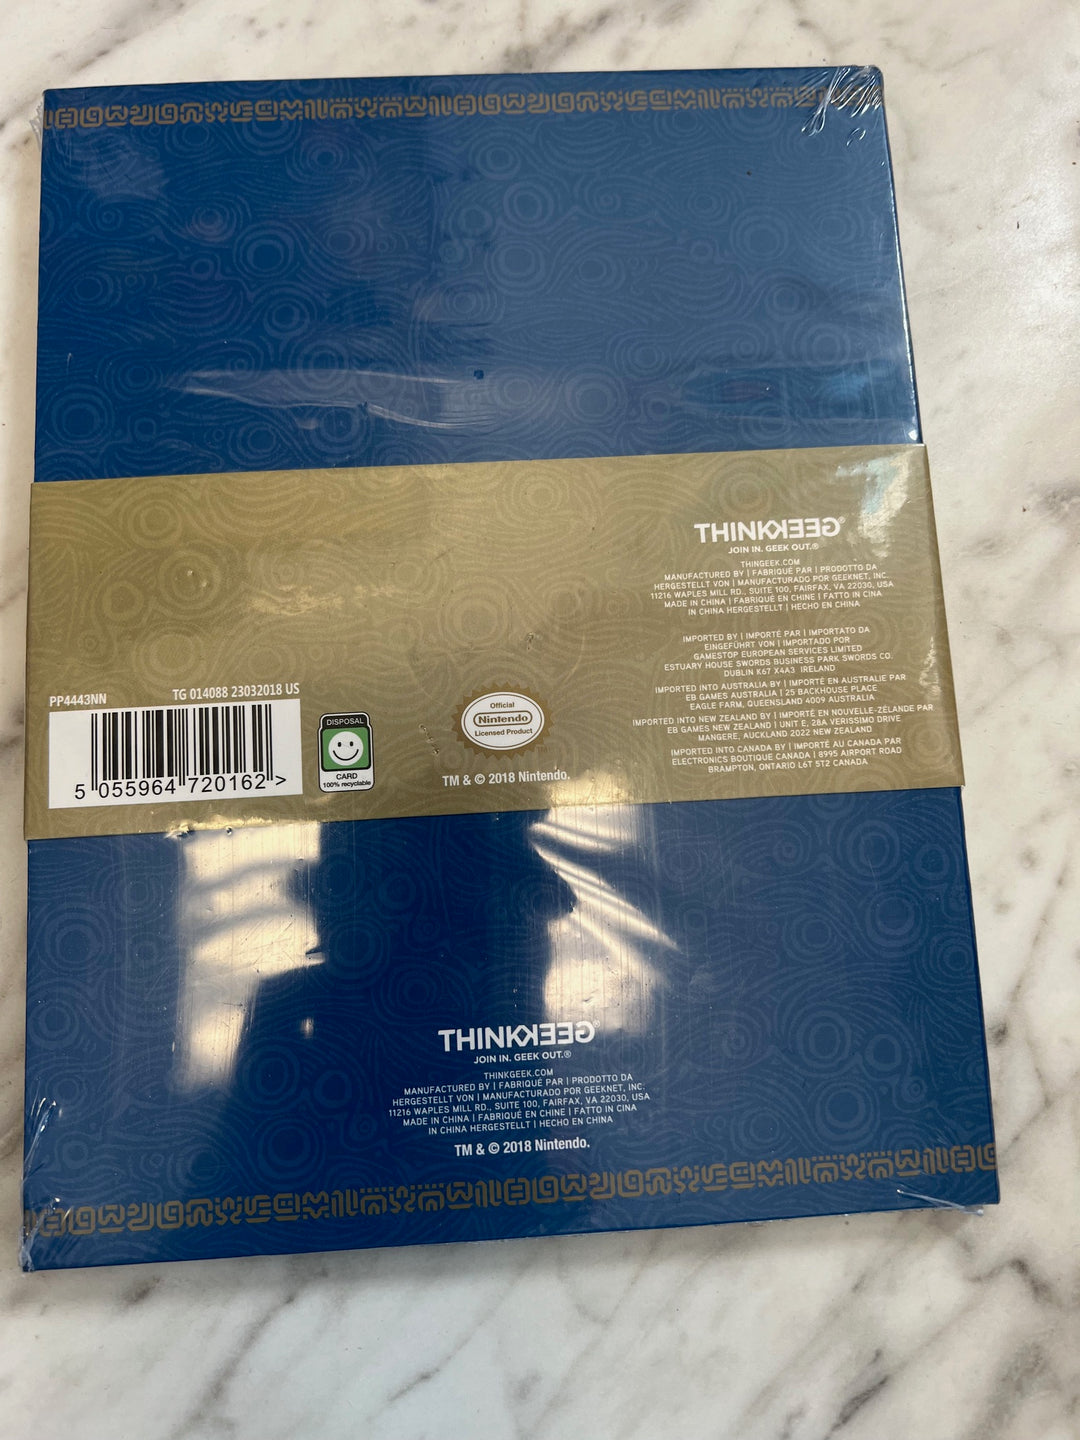 THINKGEEK®
JOIN IN. GEEK OUT.®
THINGEEK.COM
MANUFACTURED BY | FABRIQUÉ PAR | PRODOTTO DA
HERGESTELLT VON | MANUFACTURADO POR GEEKNET, INC.
11216 WAPLES MILL RD., SUITE 100, FAIRFAX, VA 22030, USA
MADE IN CHINA | FABRIQUÉ EN CHINE | FATTO IN CINA
IN CHINA HERGESTELLT | HECHO EN CHINA
IMPORTED BY | IMPORTÉ PAR | IMPORTATO DA
EINGEFÜHRT VON | IMPORTADO POR
GAMESTOP EUROPEAN SERVICES LIMITED
ESTUARY HOUSE SWORDS BUSINESS PARK SWORDS CO.
DUBLIN K67 X4A3 IRELAND
IMPORTED INTO AUSTRALIA BY | IMPORTÉ EN AUSTRALIE PAR
EB GAMES AUSTRALIA | 25 BACKHOUSE PLACE
EAGLE FARM, QUEENSLAND 4009 AUSTRALIA
IMPORTED INTO NEW ZEALAND BY | IMPORTÉ EN NOUVELLE-ZÉLANDE PAR
EB GAMES NEW ZEALAND | UNIT E, 28A VERISSIMO DRIVE
MANGERE, AUCKLAND 2022 NEW ZEALAND
IMPORTED INTO CANADA BY | IMPORTÉ AU CANADA PAR
ELECTRONICS BOUTIQUE CANADA | 8995 AIRPORT ROAD
BRAMPTON, ONTARIO L6T 5T2 CANADA
PP4443NN TG 014088 23032018 US
5 055964 720162 >
DISPOSAL
CARD
100% recyclable
Official
Nintendo
Licensed Product
TM
TM & © 2018 Nintendo.
THINKGEEK®
JOIN IN. GEEK OUT.®
THINKGEEK.COM
MANUFACTURED BY | FABRIQUÉ PAR | PRODOTTO DA
HERGESTELLT VON | MANUFACTURADO POR GEEKNET, INC.
11216 WAPLES MILL RD., SUITE 100, FAIRFAX, VA 22030, USA
MADE IN CHINA | FABRIQUÉ EN CHINE | FATTO IN CINA
IN CHINA HERGESTELLT | HECHO EN CHINA
TM & © 2018 Nintendo.